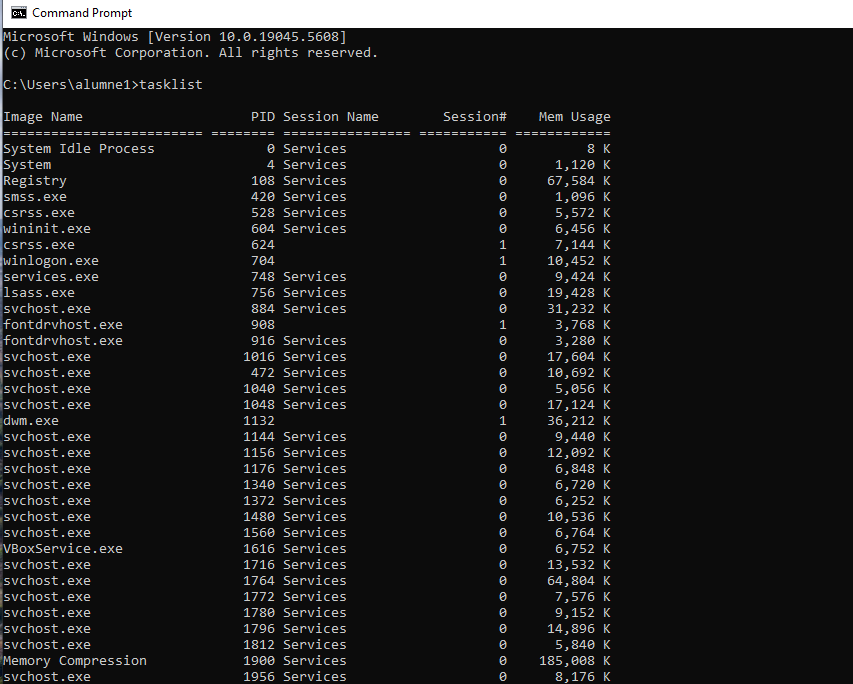 Command Prompt
Microsoft Windows [Version 10.0.19045.5608]
(c) Microsoft Corporation. All rights reserved.
C:\Users\alumne1>tasklist
Image Name                     PID Session Name        Session#    Mem Usage
========================= ======== ================ =========== ============
System Idle Process              0 Services                   0          8 K
System                           4 Services                   0      1,120 K
Registry                       108 Services                   0     67,584 K
smss.exe                       420 Services                   0      1,096 K
csrss.exe                      528 Services                   0      5,572 K
wininit.exe                    604 Services                   0      6,456 K
csrss.exe                      624                            1      7,144 K
winlogon.exe                   704                            1     10,452 K
services.exe                   748 Services                   0      9,424 K
lsass.exe                      756 Services                   0     19,428 K
svchost.exe                    884 Services                   0     31,232 K
fontdrvhost.exe                908                            1      3,768 K
fontdrvhost.exe                916 Services                   0      3,280 K
svchost.exe                   1016 Services                   0     17,604 K
svchost.exe                    472 Services                   0     10,692 K
svchost.exe                   1040 Services                   0      5,056 K
svchost.exe                   1048 Services                   0     17,124 K
dwm.exe                       1132                            1     36,212 K
svchost.exe                   1144 Services                   0      9,440 K
svchost.exe                   1156 Services                   0     12,092 K
svchost.exe                   1176 Services                   0      6,848 K
svchost.exe                   1340 Services                   0      6,720 K
svchost.exe                   1372 Services                   0      6,252 K
svchost.exe                   1480 Services                   0     10,536 K
svchost.exe                   1560 Services                   0      6,764 K
VBoxService.exe               1616 Services                   0      6,752 K
svchost.exe                   1716 Services                   0     13,532 K
svchost.exe                   1764 Services                   0     64,804 K
svchost.exe                   1772 Services                   0      7,576 K
svchost.exe                   1780 Services                   0      9,152 K
svchost.exe                   1796 Services                   0     14,896 K
svchost.exe                   1812 Services                   0      5,840 K
Memory Compression            1900 Services                   0    185,008 K
svchost.exe                   1956 Services                   0      8,176 K